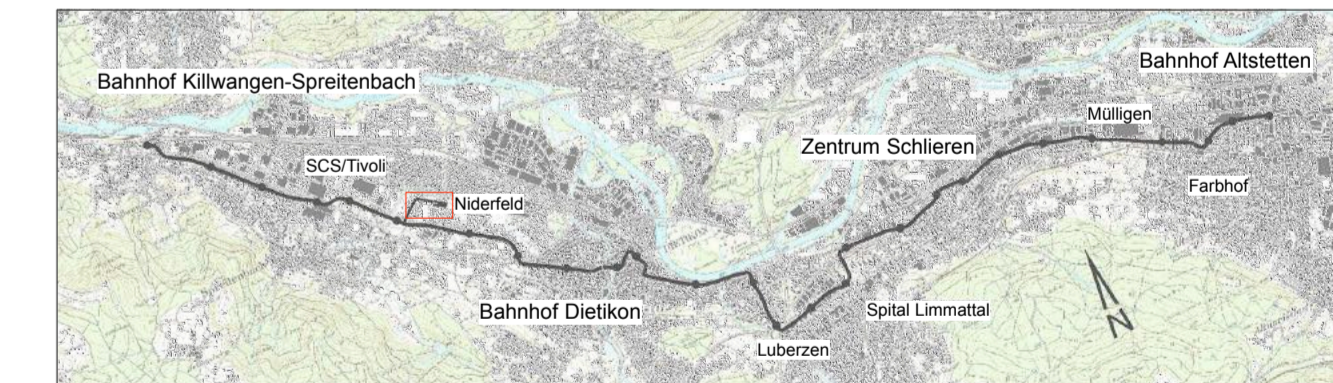 Bahnhof Altstetten
Bahnhof Killwangen-Spreitenbach
Mülligen
Zentrum Schlieren
SCS/Tivoli
Farbhof
Niderfeld
Spital Limmattal
Bahnhof Dietikon
N
Luberzen